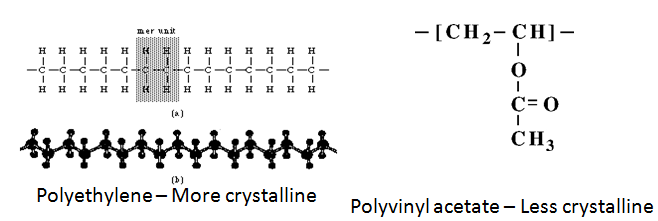 mer unit
H H H H H H H H H H H H H H
—C—C—C—C—C—C—C—C—C—C—C—C—C—C—
H H H H H H H H H H H H H H
(a)
(b)
Polyethylene – More crystalline
–[CH₂–CH]–
O
C=O
CH₃
Polyvinyl acetate – Less crystalline